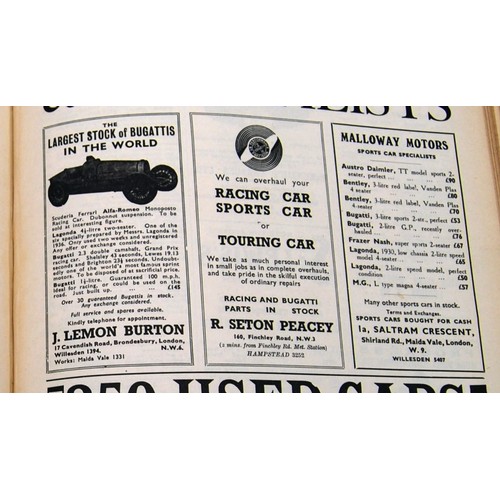 THE
LARGEST STOCK of BUGATTIS
IN THE WORLD
Scuderia Ferrari Alfa-Romeo Monoposto
Racing Car. Dubonnet suspension. To be
sold at interesting figure.
Lagonda, 4½ litre two-seater. One of the
six specially prepared by Messrs. Lagonda in
1936. Only used two weeks and unregistered
Any offer or exchange considered.
Bugatti 2.3 double camshaft, Grand Prix
racing car. Shelsley 43 seconds, Lewes 19.13
seconds and Brighton 23½ seconds. Undoubt-
edly one of the world's most famous sprint
motors. To be disposed of at sacrificial price.
Bugatti 1½-litre. Guaranteed for one year.
Ideal for racing, or could be used on the
road. Just built up. £145
Over 30 guaranteed Bugattis in stock.
Any exchange considered.
Full service and spares available.
Kindly telephone for appointment.
J. LEMON BURTON
17 Cavendish Road, Brondesbury, London,
Willesden 1394. N.W.6.
Works: Maida Vale 1331
We can overhaul your
RACING CAR
SPORTS CAR
or
TOURING CAR
We take as much personal interest
in small jobs as in complete overhauls,
and take pride in the skilful execution
of ordinary repairs
RACING AND BUGATTI
PARTS IN STOCK
R. SETON PEACEY
160, Finchley Road, N.W.3
(2 mins. from Finchley Rd. Met. Station)
HAMPSTEAD 3252
MALLOWAY MOTORS
SPORTS CAR SPECIALISTS
Austro Daimler, TT model sports 2-
seater, perfect ... £90
Bentley, 3-litre red label, Vanden Plas
4-seater ... £80
Bentley, 3-litre red label, Vanden Plas
4-seater ... £70
Bugatti, 3-litre sports 2-seater £53
Bugatti, 2-litre G.P., recently over-
hauled ... £78
Frazer Nash, super sports 2-seater £67
Lagonda, 1930, low chassis 2-litre speed
model 4-seater ... £65
Lagonda, 2-litre speed model, perfect
condition ... £50
M.G., L type magna 4-seater ... £57
Many other sports cars in stock.
Terms and Exchanges.
SPORTS CARS BOUGHT FOR CASH
1a, SALTRAM CRESCENT,
Shirland Rd., Maida Vale, London,
W.9.
WILLESDEN 5407
USED CARS